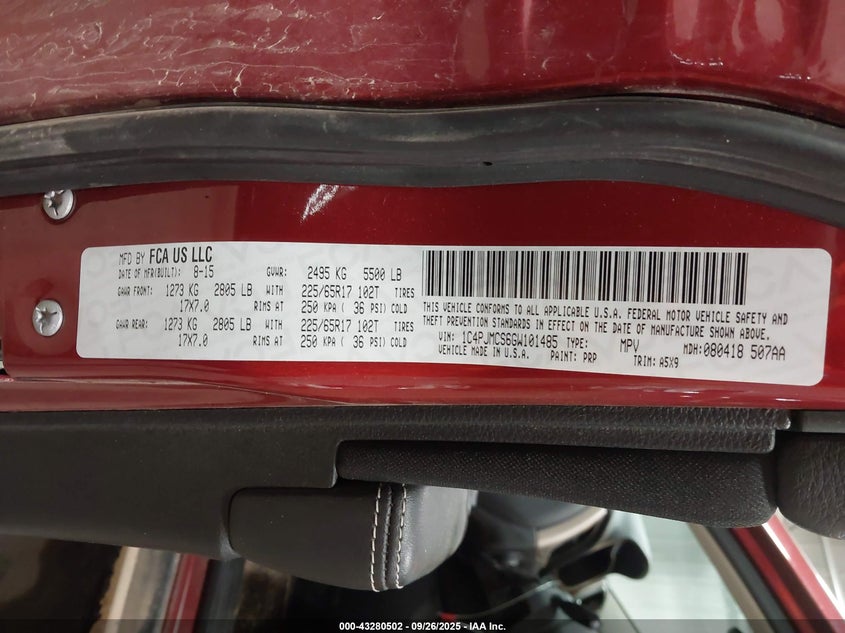 MFD BY FCA US LLC
DATE OF MFR(BUILT): 8-15 GVWR: 2495 KG 5500 LB
GAWR FRONT: 1273 KG 2805 LB WITH 225/65R17 102T TIRES
17X7.0 RIMS AT 250 KPA ( 36 PSI) COLD
GAWR REAR: 1273 KG 2805 LB WITH 225/65R17 102T TIRES
17X7.0 RIMS AT 250 KPA ( 36 PSI) COLD
THIS VEHICLE CONFORMS TO ALL APPLICABLE U.S.A. FEDERAL MOTOR VEHICLE SAFETY AND
THEFT PREVENTION STANDARDS IN EFFECT ON THE DATE OF MANUFACTURE SHOWN ABOVE.
VIN: 1C4PJMCS6GW101485 TYPE: MPV MDH: 080418 507AA
VEHICLE MADE IN U.S.A. PAINT: PRP TRIM: A5X9
000-43280502 - 09/26/2025 - IAA Inc.